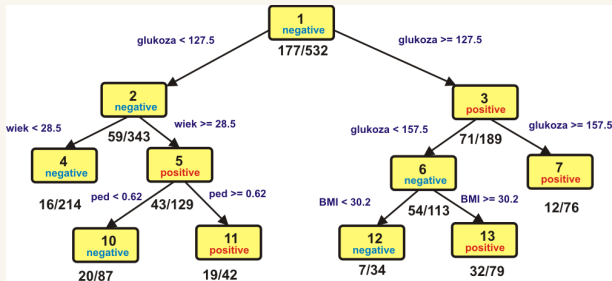 1
negative
glukoza < 127.5
glukoza >= 127.5
177/532
2
negative
3
positive
wiek < 28.5
59/343
wiek >= 28.5
glukoza <157.5
71/189
glukoza >= 157.5
4
negative
5
positive
6
negative
7
positive
16/214
ped < 0.62
43/129
ped >= 0.62
BMI < 30.2
54/113
BMI >= 30.2
12/76
10
negative
11
positive
12
negative
13
positive
20/87
19/42
7/34
32/79